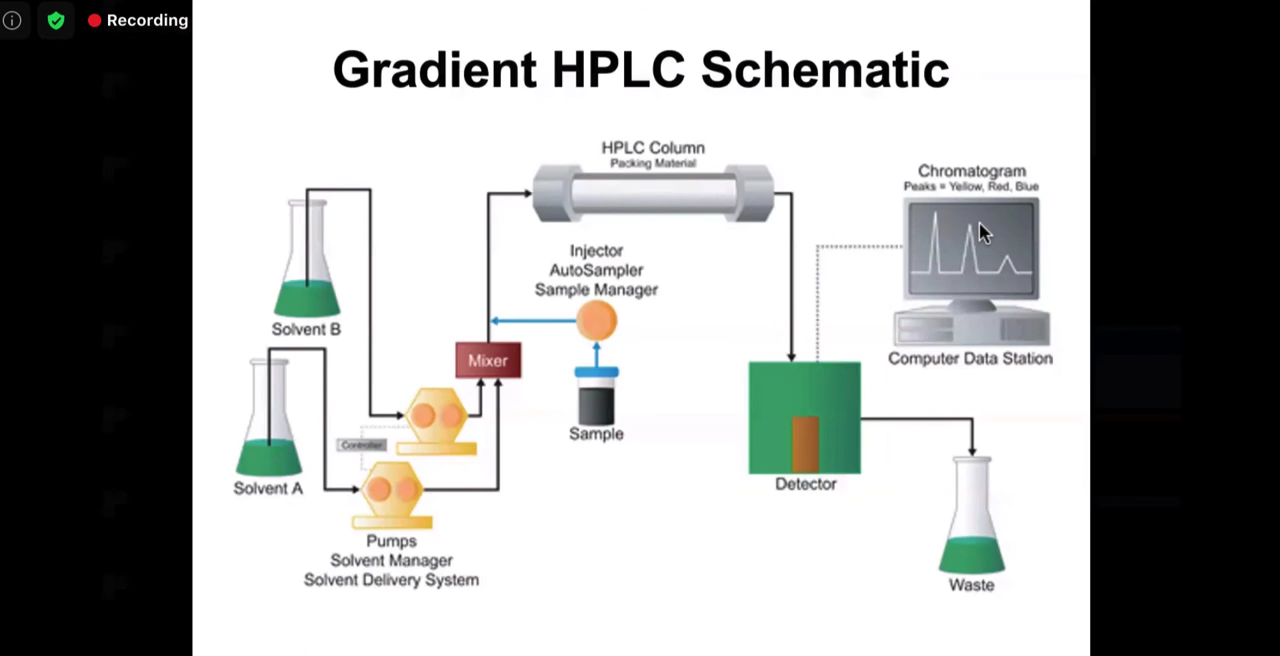 Recording
Gradient HPLC Schematic
HPLC Column
Packing Material
Chromatogram
Peaks = Yellow, Red, Blue
Injector
AutoSampler
Sample Manager
Solvent B
Mixer
Computer Data Station
Sample
Controller
Solvent A
Detector
Pumps
Solvent Manager
Solvent Delivery System
Waste